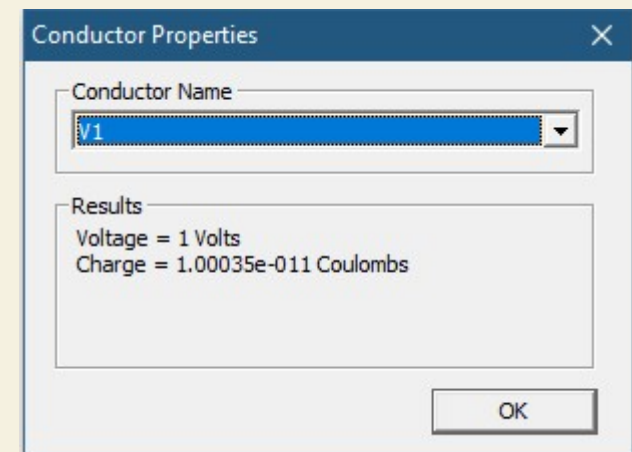 Conductor Properties
Conductor Name
V1
Results
Voltage = 1 Volts
Charge = 1.00035e-011 Coulombs
OK